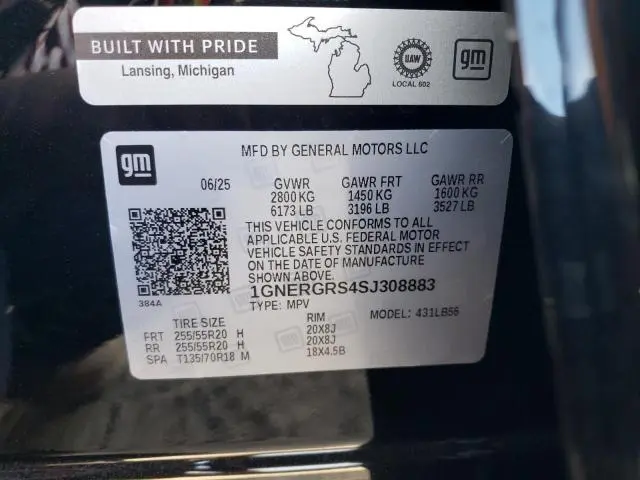 BUILT WITH PRIDE
Lansing, Michigan
UAW
LOCAL 602
gm
gm
MFD BY GENERAL MOTORS LLC
06/25 GVWR GAWR FRT GAWR RR
2800 KG 1450 KG 1600 KG
6173 LB 3196 LB 3527 LB
THIS VEHICLE CONFORMS TO ALL
APPLICABLE U.S. FEDERAL MOTOR
VEHICLE SAFETY STANDARDS IN EFFECT
ON THE DATE OF MANUFACTURE
SHOWN ABOVE.
1GNERGRS4SJ308883
384A
TYPE: MPV MODEL: 431LB56
TIRE SIZE RIM
FRT 255/55R20 H 20X8J
RR 255/55R20 H 20X8J
SPA T135/70R18 M 18X4.5B